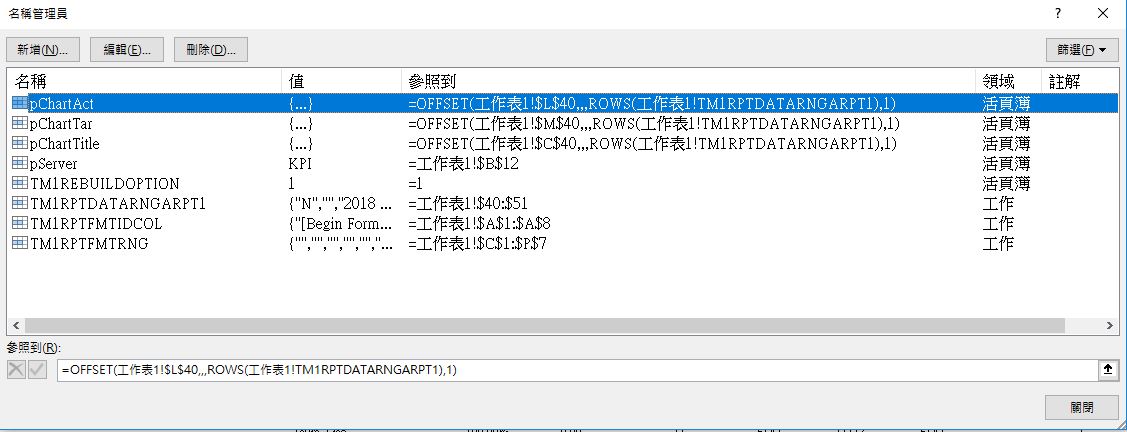 名稱管理員 ? ×
新增(N)... 編輯(E)... 刪除(D)... 篩選(F)
名稱 值 參照到 領域 註解
pChartAct {...} =OFFSET(工作表1!$L$40,,,ROWS(工作表1!TM1RPTDATARNGARPT1),1) 活頁簿
pChartTar {...} =OFFSET(工作表1!$M$40,,,ROWS(工作表1!TM1RPTDATARNGARPT1),1) 活頁簿
pChartTitle {...} =OFFSET(工作表1!$C$40,,,ROWS(工作表1!TM1RPTDATARNGARPT1),1) 活頁簿
pServer KPI =工作表1!$B$12 活頁簿
TM1REBUILDOPTION 1 =1 活頁簿
TM1RPTDATARNGARPT1 {"N","","2018 ... =工作表1!$40:$51 工作
TM1RPTFMTIDCOL {"[Begin Form... =工作表1!$A$1:$A$8 工作
TM1RPTFMTRNG {"","","","","","... =工作表1!$C$1:$P$7 工作
參照到(R):
=OFFSET(工作表1!$L$40,,,ROWS(工作表1!TM1RPTDATARNGARPT1),1)
關閉